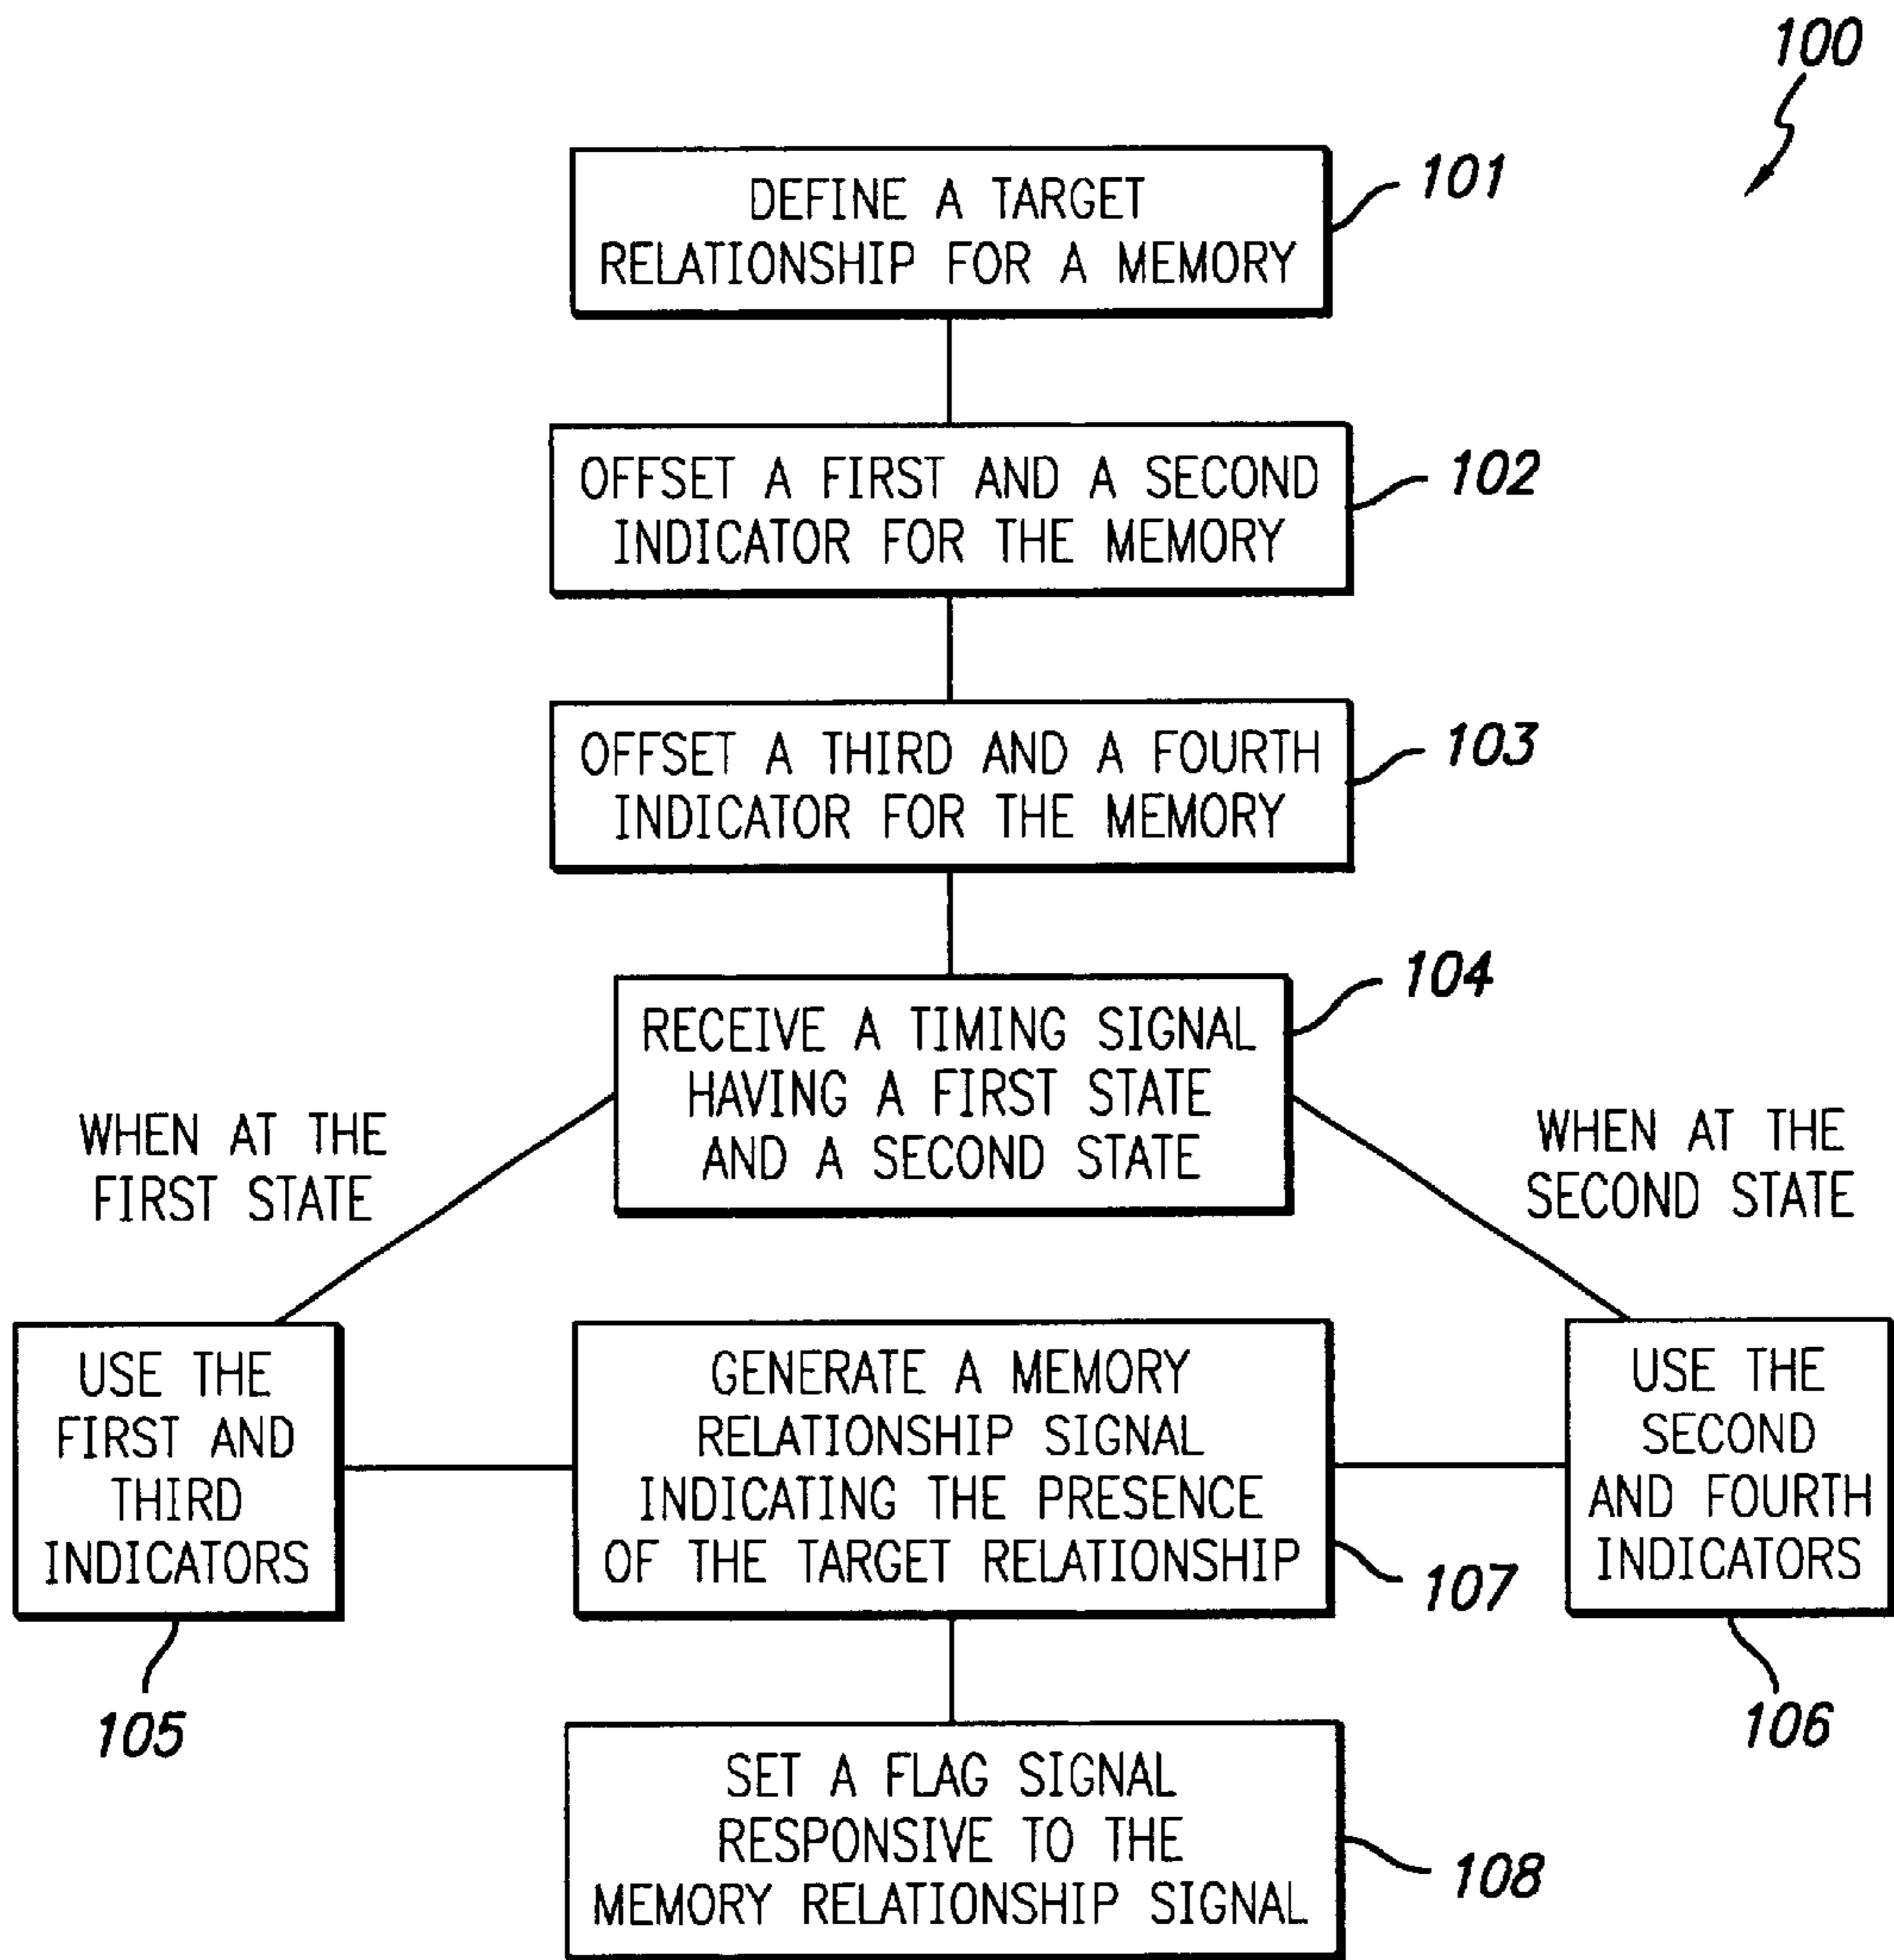 100
DEFINE A TARGET
RELATIONSHIP FOR A MEMORY
101
OFFSET A FIRST AND A SECOND
INDICATOR FOR THE MEMORY
102
OFFSET A THIRD AND A FOURTH
INDICATOR FOR THE MEMORY
103
RECEIVE A TIMING SIGNAL
HAVING A FIRST STATE
AND A SECOND STATE
104
WHEN AT THE
FIRST STATE
WHEN AT THE
SECOND STATE
USE THE
FIRST AND
THIRD
INDICATORS
105
GENERATE A MEMORY
RELATIONSHIP SIGNAL
INDICATING THE PRESENCE
OF THE TARGET RELATIONSHIP
107
USE THE
SECOND
AND FOURTH
INDICATORS
106
SET A FLAG SIGNAL
RESPONSIVE TO THE
MEMORY RELATIONSHIP SIGNAL
108